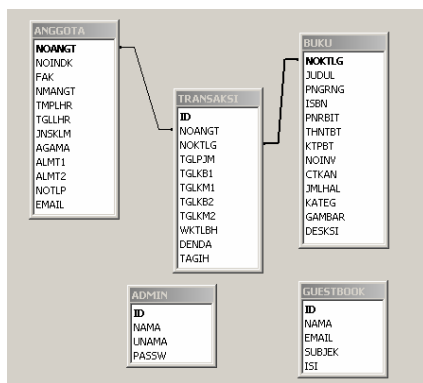 ANGGOTA
NOANGT
NOINDK
FAK
NMANGT
TMPLHR
TGLLHR
JNSKLM
AGAMA
ALMT1
ALMT2
NOTLP
EMAIL
TRANSAKSI
ID
NOANGT
NOKTLG
TGLPJM
TGLKB1
TGLKM1
TGLKB2
TGLKM2
WKTLBH
DENDA
TAGIH
BUKU
NOKTLG
JUDUL
PNGRNG
ISBN
PNRBIT
THNTBT
KTPBT
NOINV
CTKAN
JMLHAL
KATEG
GAMBAR
DESKSI
ADMIN
ID
NAMA
UNAMA
PASSW
GUESTBOOK
ID
NAMA
EMAIL
SUBJEK
ISI